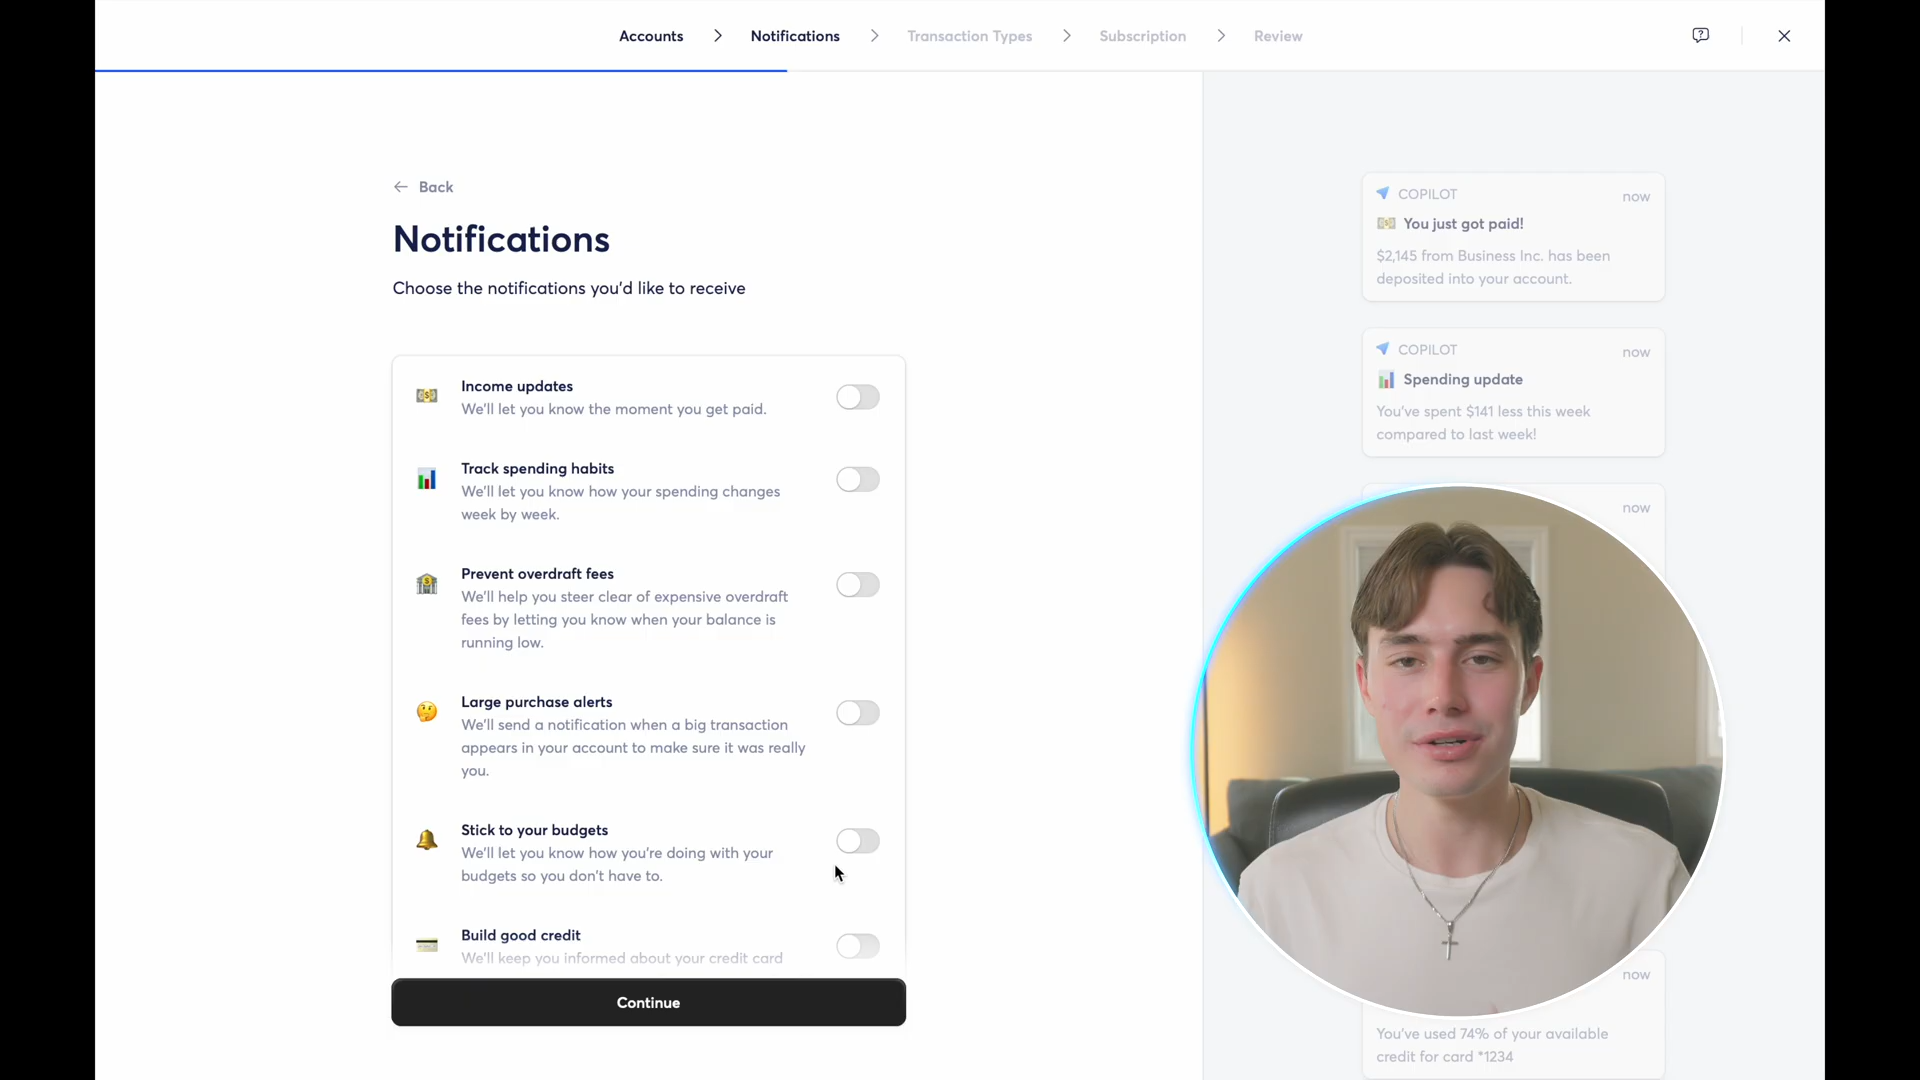 Accounts
Notifications
Transaction Types
Subscription
Review
Back
Notifications
Choose the notifications you'd like to receive
Income updates
We'll let you know the moment you get paid.
Track spending habits
We'll let you know how your spending changes
week by week.
Prevent overdraft fees
We'll help you steer clear of expensive overdraft
fees by letting you know when your balance is
running low.
Large purchase alerts
We'll send a notification when a big transaction
appears in your account to make sure it was really
you.
Stick to your budgets
We'll let you know how you're doing with your
budgets so you don't have to.
Build good credit
We'll keep you informed about your credit card
Continue
COPILOT
now
You just got paid!
$2,145 from Business Inc. has been
deposited into your account.
COPILOT
now
Spending update
You've spent $141 less this week
compared to last week!
now
now
You've used 74% of your available
credit for card *1234